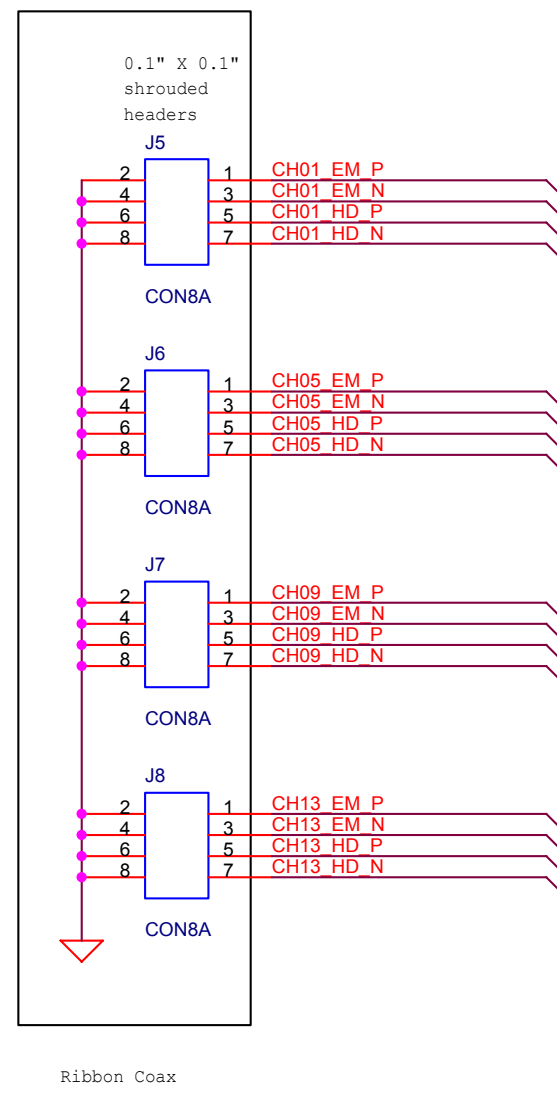 0.1" X 0.1"
shrouded
headers
J5
2 1 CH01_EM_P
4 3 CH01_EM_N
6 5 CH01_HD_P
8 7 CH01_HD_N
CON8A
J6
2 1 CH05_EM_P
4 3 CH05_EM_N
6 5 CH05_HD_P
8 7 CH05_HD_N
CON8A
J7
2 1 CH09_EM_P
4 3 CH09_EM_N
6 5 CH09_HD_P
8 7 CH09_HD_N
CON8A
J8
2 1 CH13_EM_P
4 3 CH13_EM_N
6 5 CH13_HD_P
8 7 CH13_HD_N
CON8A
Ribbon Coax